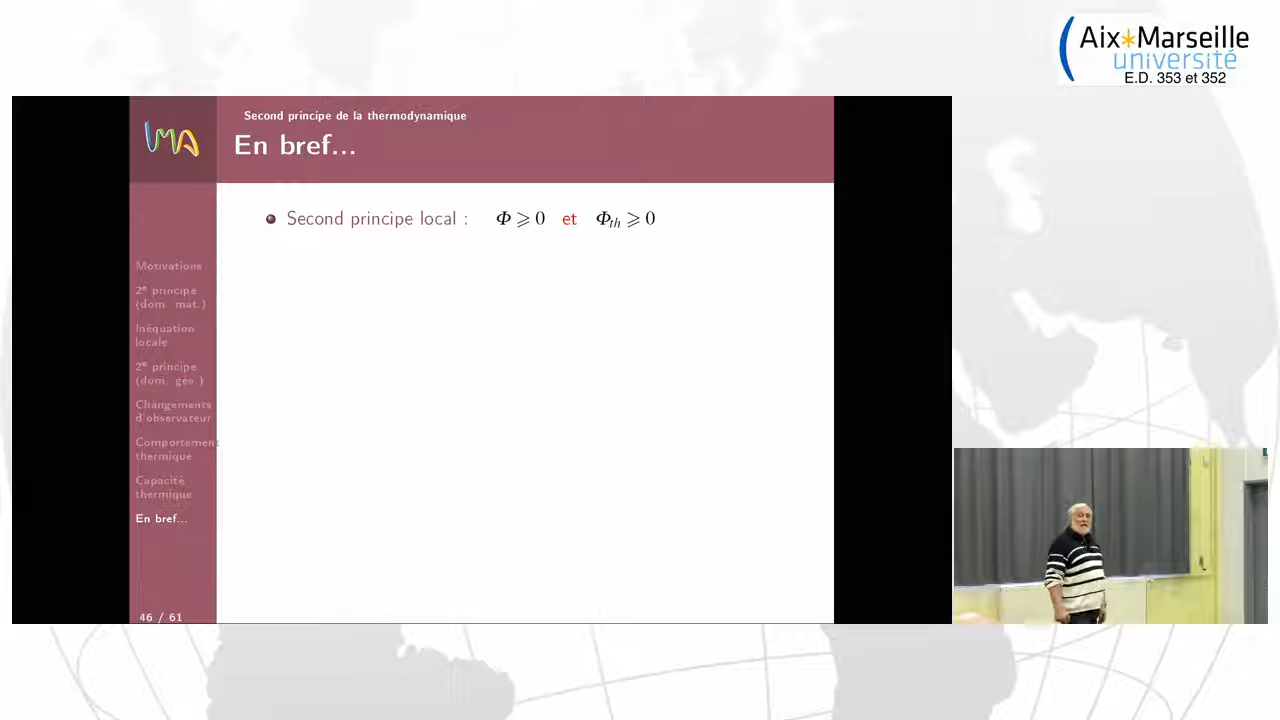 Aix*Marseille
université
E.D. 353 et 352
Second principe de la thermodynamique
En bref...
Second principe local : Φ ⩾ 0 et Φth ⩾ 0
Motivations
2e principe
(dom. mat.)
Inéquation
locale
2e principe
(dom. géo.)
Changements
d'observateur
Comportement
thermique
Capacité
thermique
En bref...
46 / 61